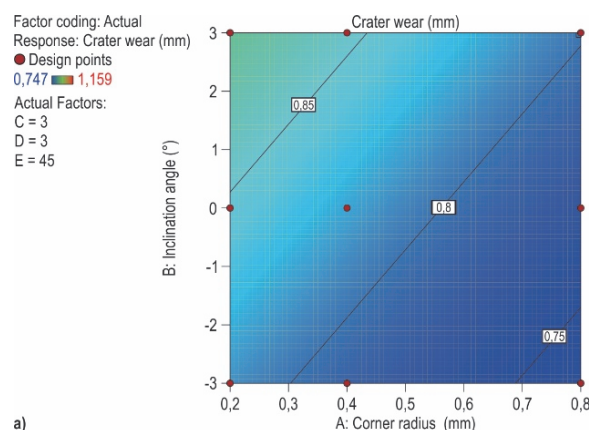 Factor coding: Actual
Response: Crater wear (mm)
Design points
0,747 1,159
Actual Factors:
C = 3
D = 3
E = 45
Crater wear (mm)
3
2
1
0
-1
-2
-3
B: Inclination angle (°)
0,85
0,8
0,75
0,2 0,3 0,4 0,5 0,6 0,7 0,8
A: Corner radius (mm)
a)